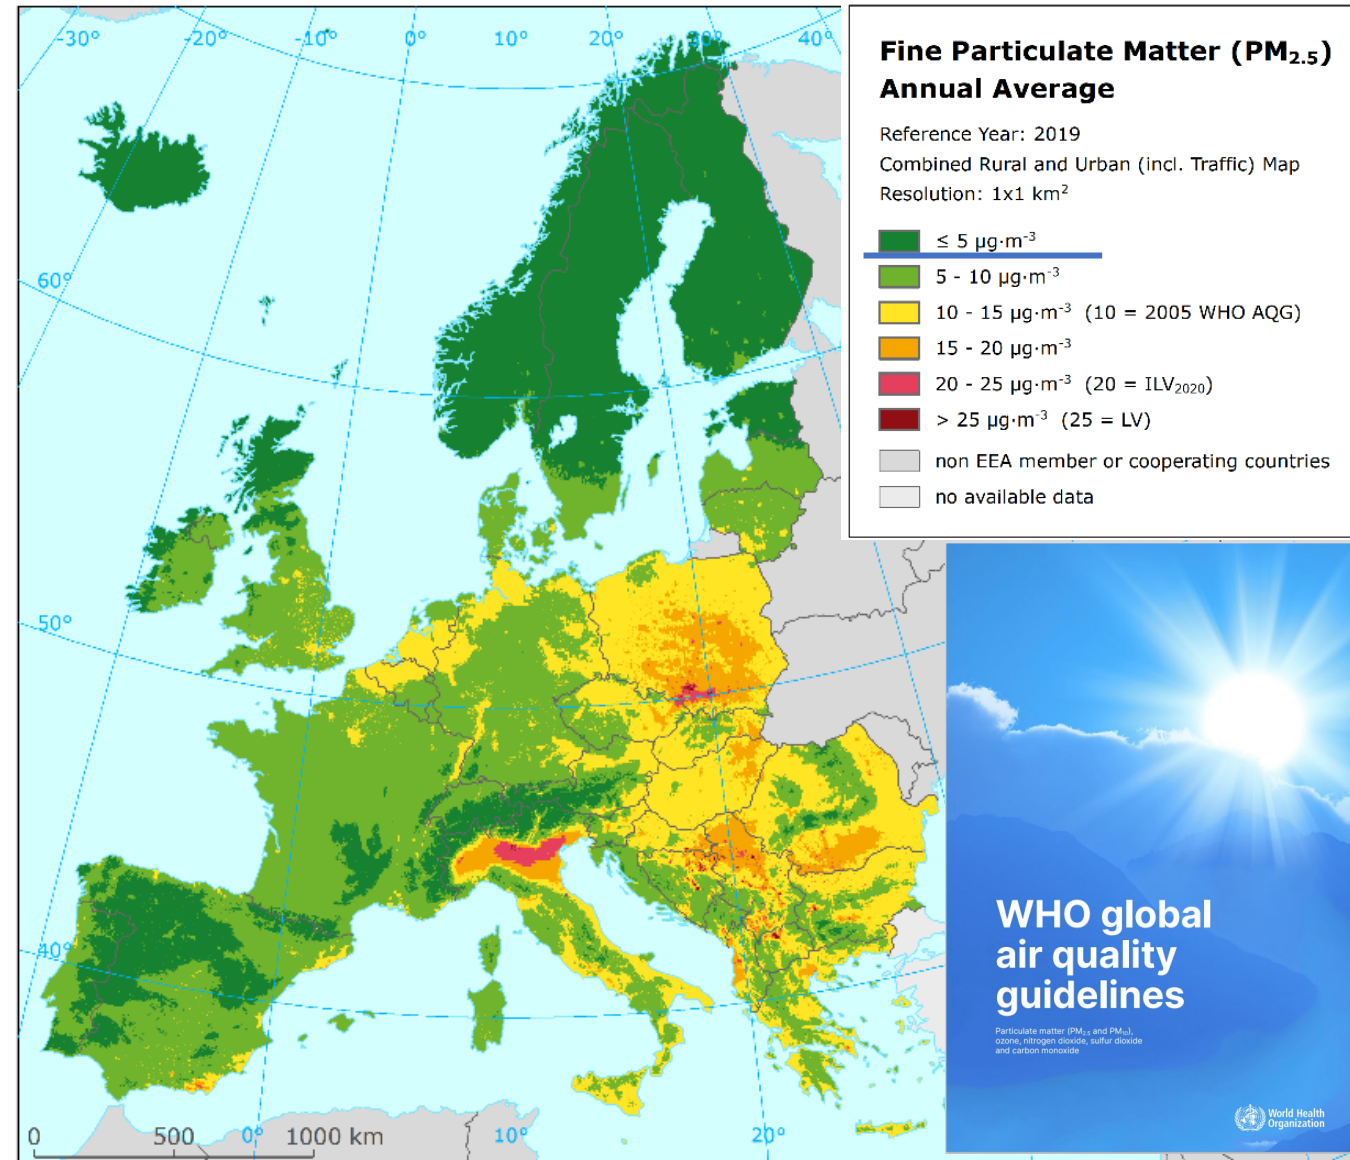 -30°
-20°
-10°
0°
10°
20°
30°
40°
60°
50°
40°
0 500 1000 km
0°
10°
20°
Fine Particulate Matter (PM₂.₅)
Annual Average
Reference Year: 2019
Combined Rural and Urban (incl. Traffic) Map
Resolution: 1x1 km²
≤ 5 µg·m⁻³
5 - 10 µg·m⁻³
10 - 15 µg·m⁻³ (10 = 2005 WHO AQG)
15 - 20 µg·m⁻³
20 - 25 µg·m⁻³ (20 = ILV₂₀₂₀)
> 25 µg·m⁻³ (25 = LV)
non EEA member or cooperating countries
no available data
WHO global
air quality
guidelines
Particulate matter (PM₂.₅ and PM₁₀),
ozone, nitrogen dioxide, sulfur dioxide
and carbon monoxide
World Health
Organization